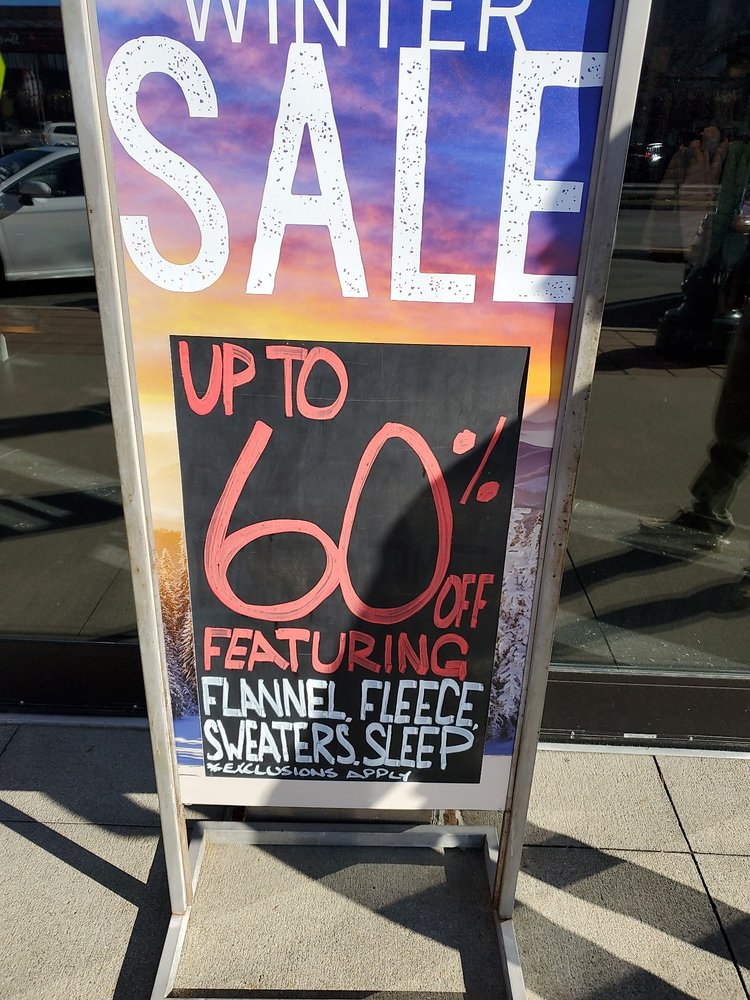 WINTER
SALE
UP TO
60% OFF
FEATURING
FLANNEL, FLEECE,
SWEATERS, SLEEP
*EXCLUSIONS APPLY